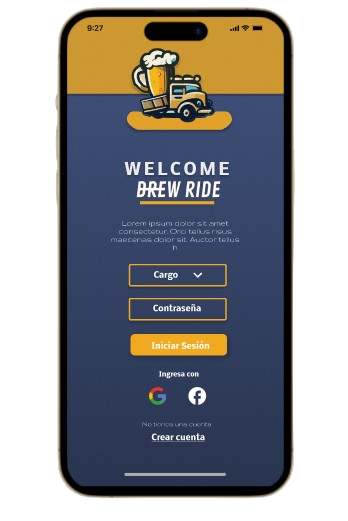 9:27
WELCOME
BREW RIDE
Lorem ipsum dolor sit amet
consectetur. Orci tellus risus
maecenas dolor sit. Auctor tellus
h
Cargo
Contraseña
Iniciar Sesión
Ingresa con
No tienes una cuenta
Crear cuenta